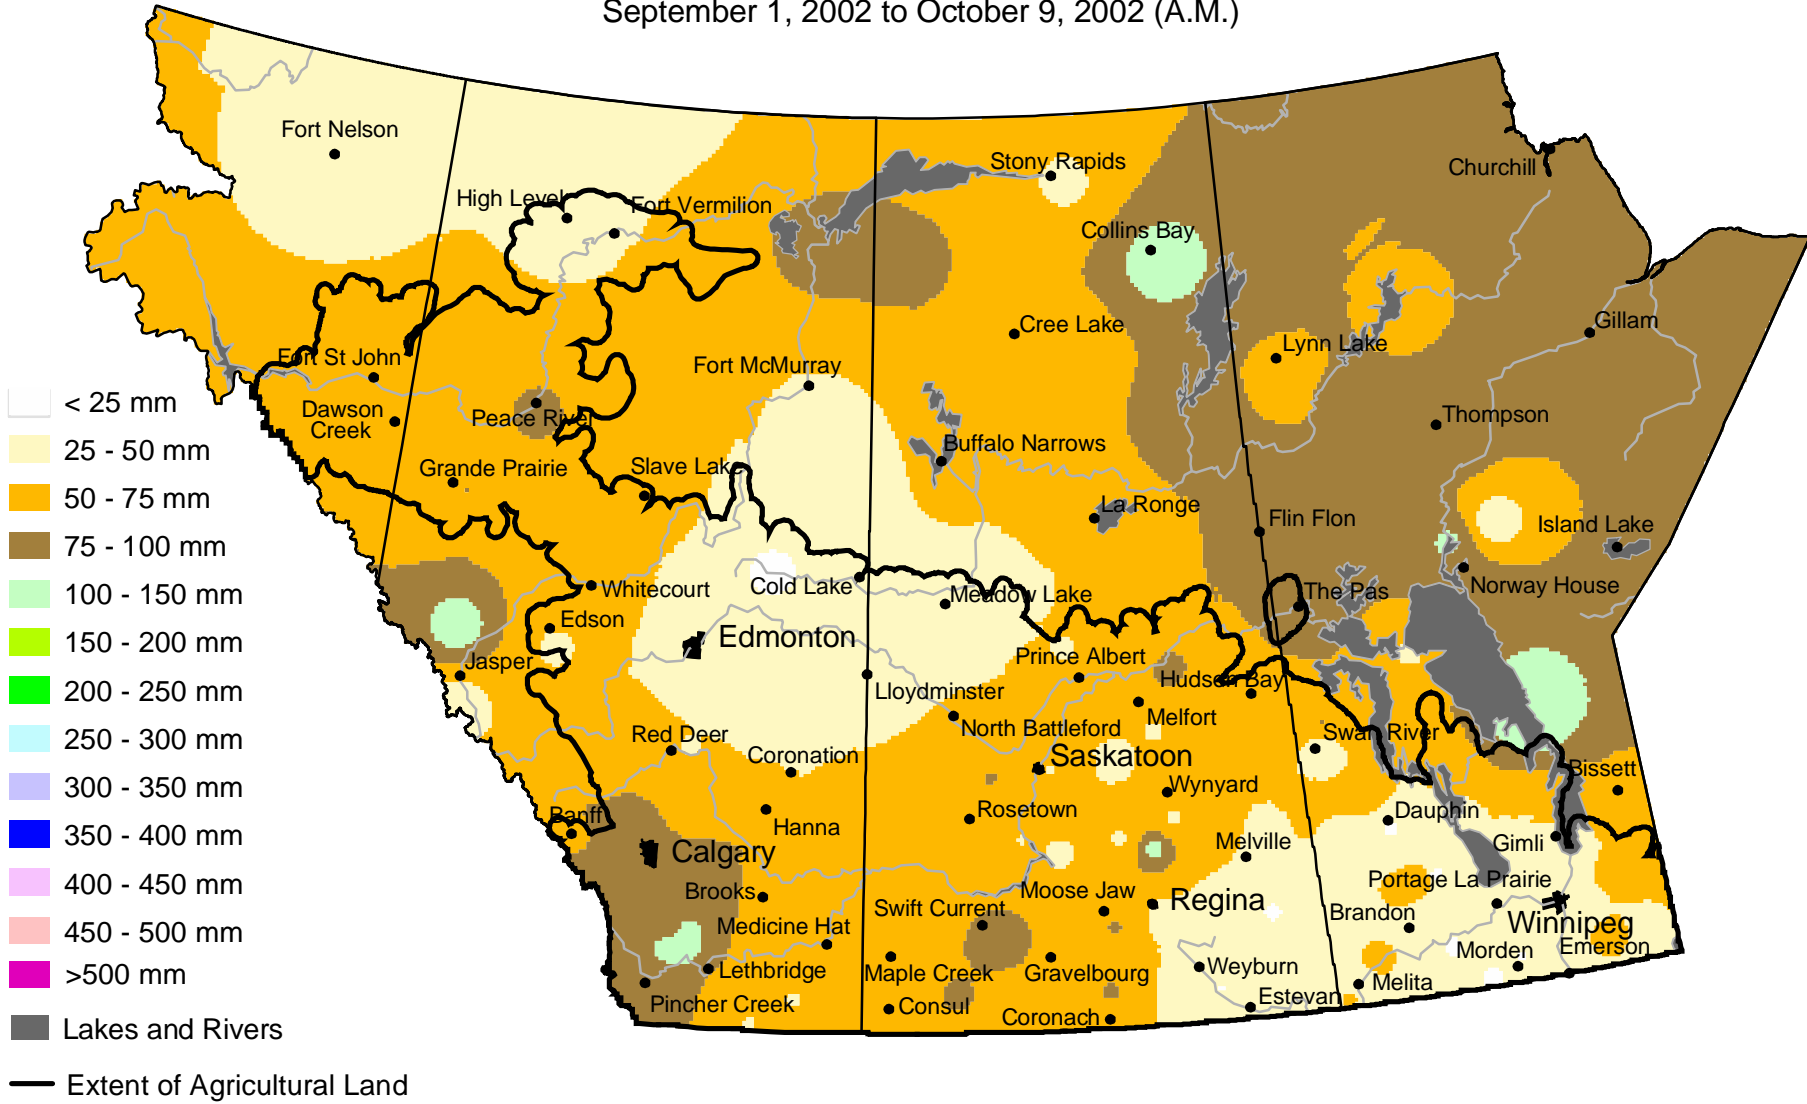 September 1, 2002 to October 9, 2002 (A.M.)
Fort Nelson
High Level
Fort Vermilion
Stony Rapids
Churchill
Collins Bay
Cree Lake
Gillam
Lynn Lake
Fort St John
Fort McMurray
Dawson
Creek
Peace River
Thompson
Buffalo Narrows
Grande Prairie
Slave Lake
La Ronge
Flin Flon
Island Lake
Whitecourt
Cold Lake
Meadow Lake
The Pas
Norway House
Edson
Edmonton
Jasper
Prince Albert
Hudson Bay
Lloydminster
North Battleford
Melfort
Red Deer
Coronation
Saskatoon
Swan River
Bissett
Wynyard
Banff
Hanna
Rosetown
Dauphin
Calgary
Melville
Gimli
Brooks
Moose Jaw
Regina
Portage La Prairie
Medicine Hat
Swift Current
Brandon
Winnipeg
Lethbridge
Maple Creek
Gravelbourg
Weyburn
Morden
Emerson
Pincher Creek
Consul
Coronach
Estevan
Melita
< 25 mm
25 - 50 mm
50 - 75 mm
75 - 100 mm
100 - 150 mm
150 - 200 mm
200 - 250 mm
250 - 300 mm
300 - 350 mm
350 - 400 mm
400 - 450 mm
450 - 500 mm
>500 mm
Lakes and Rivers
Extent of Agricultural Land